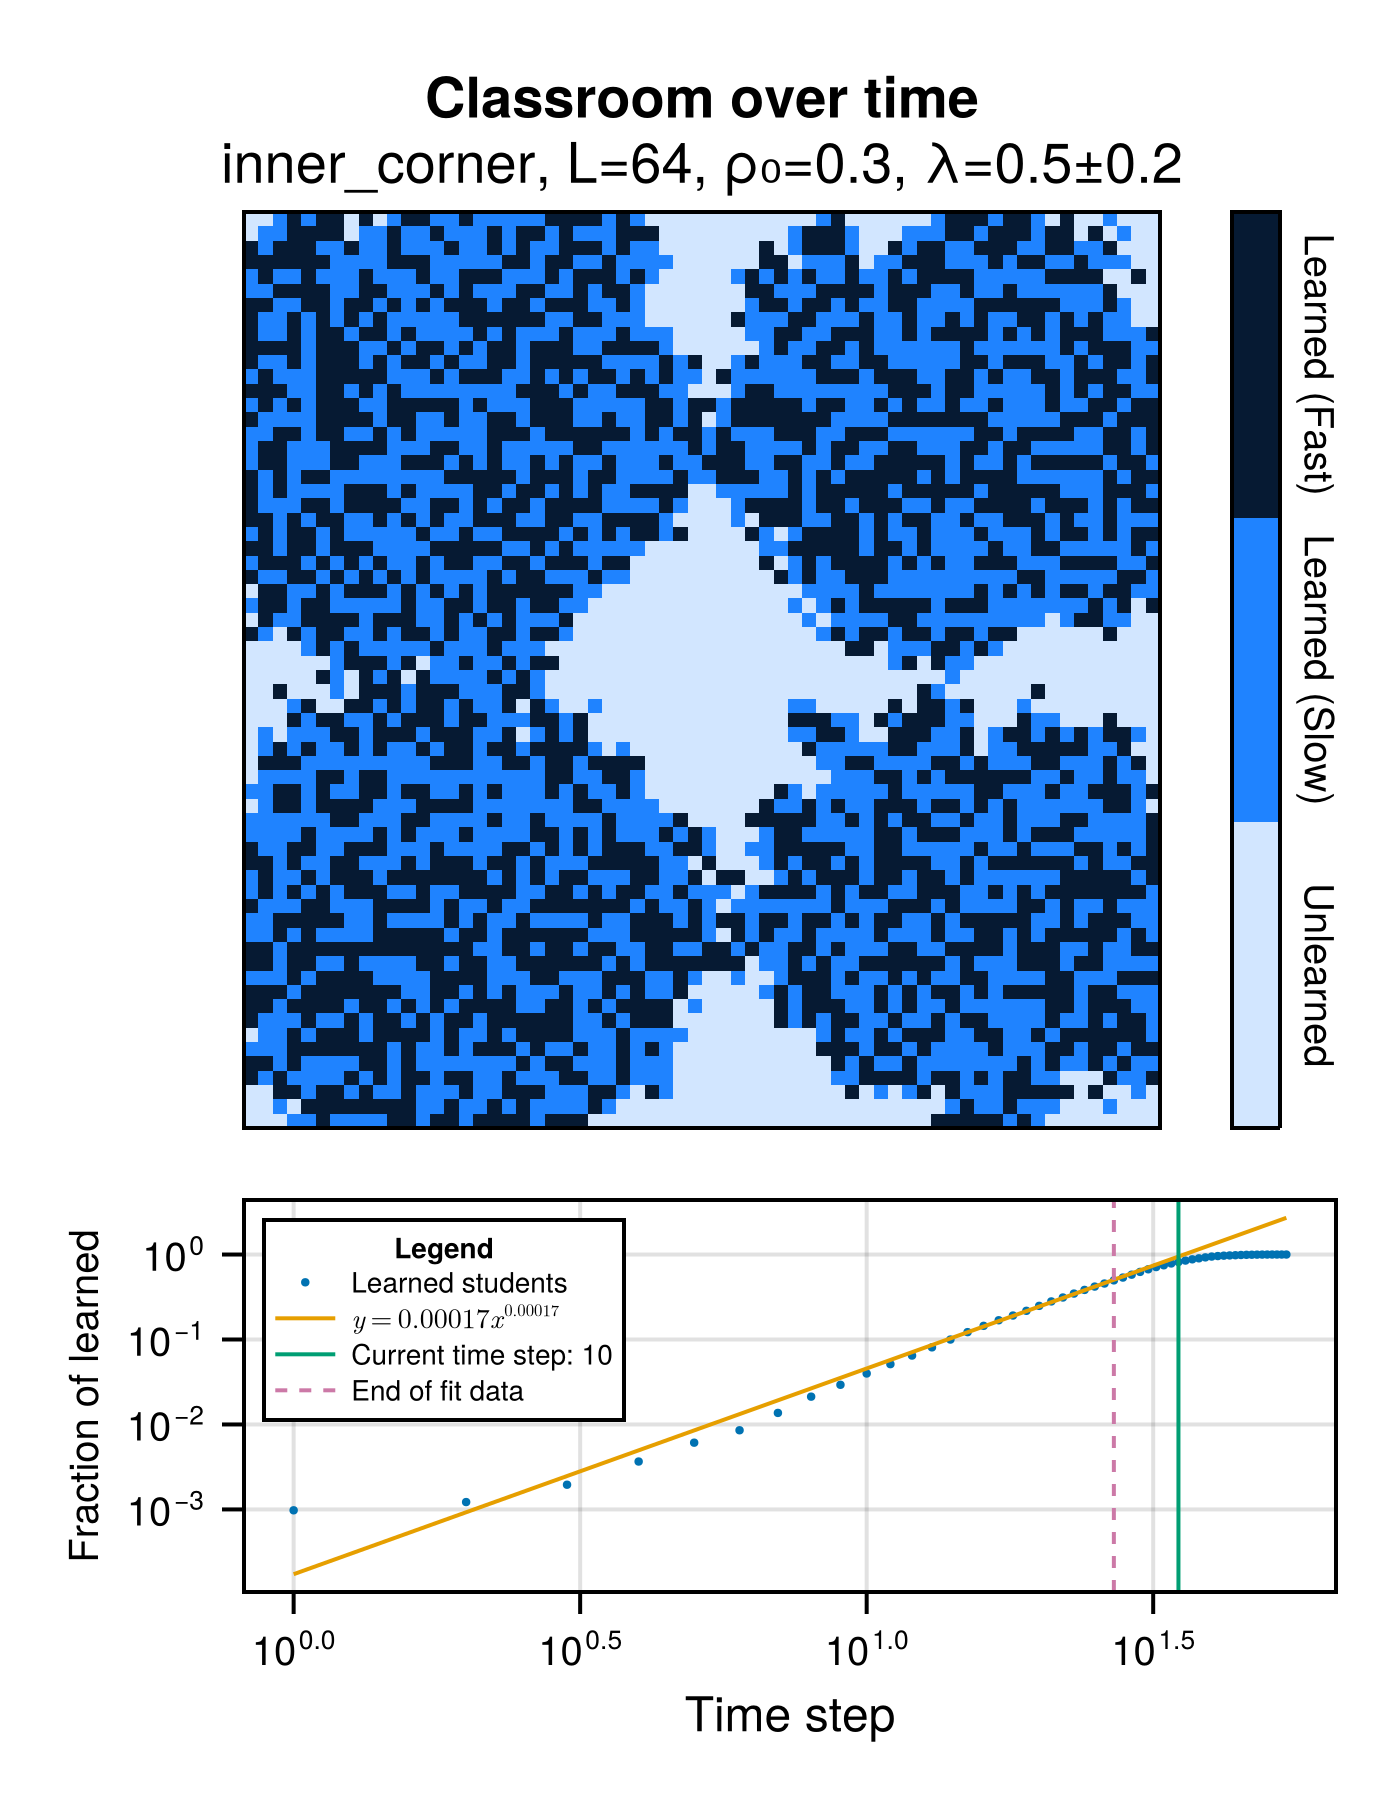 Classroom over time
inner_corner, L=64, ρ₀=0.3, λ=0.5±0.2
Learned (Fast)
Learned (Slow)
Unlearned
Fraction of learned
10⁰
10⁻¹
10⁻²
10⁻³
Legend
Learned students
y = 0.00017x^0.00017
Current time step: 10
End of fit data
10^0.0
10^0.5
10^1.0
10^1.5
Time step